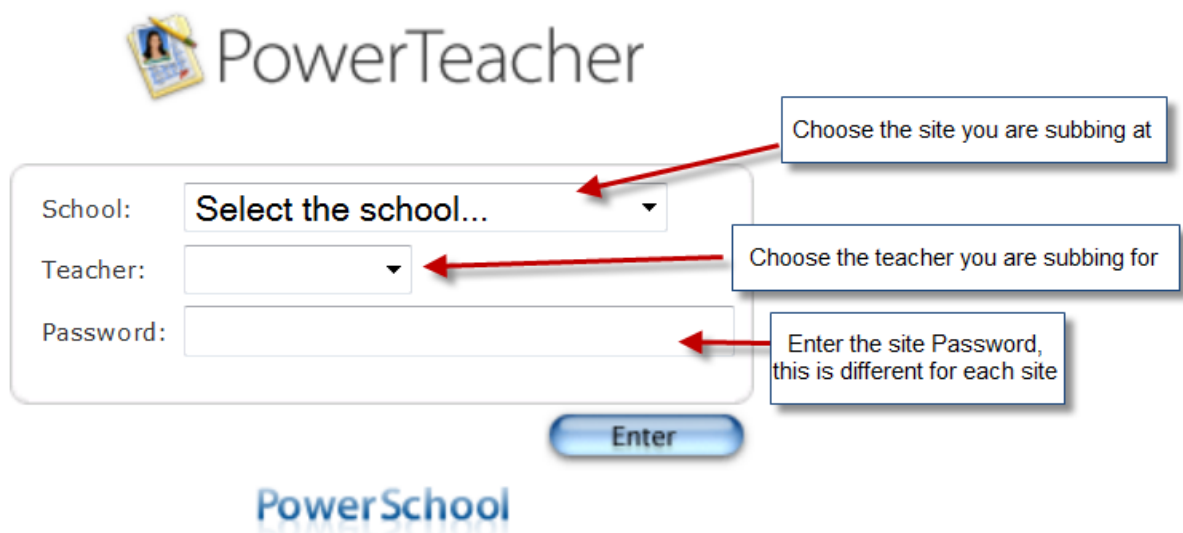 PowerTeacher
Choose the site you are subbing at
School: Select the school...
Teacher:
Choose the teacher you are subbing for
Password:
Enter the site Password,
this is different for each site
Enter
PowerSchool